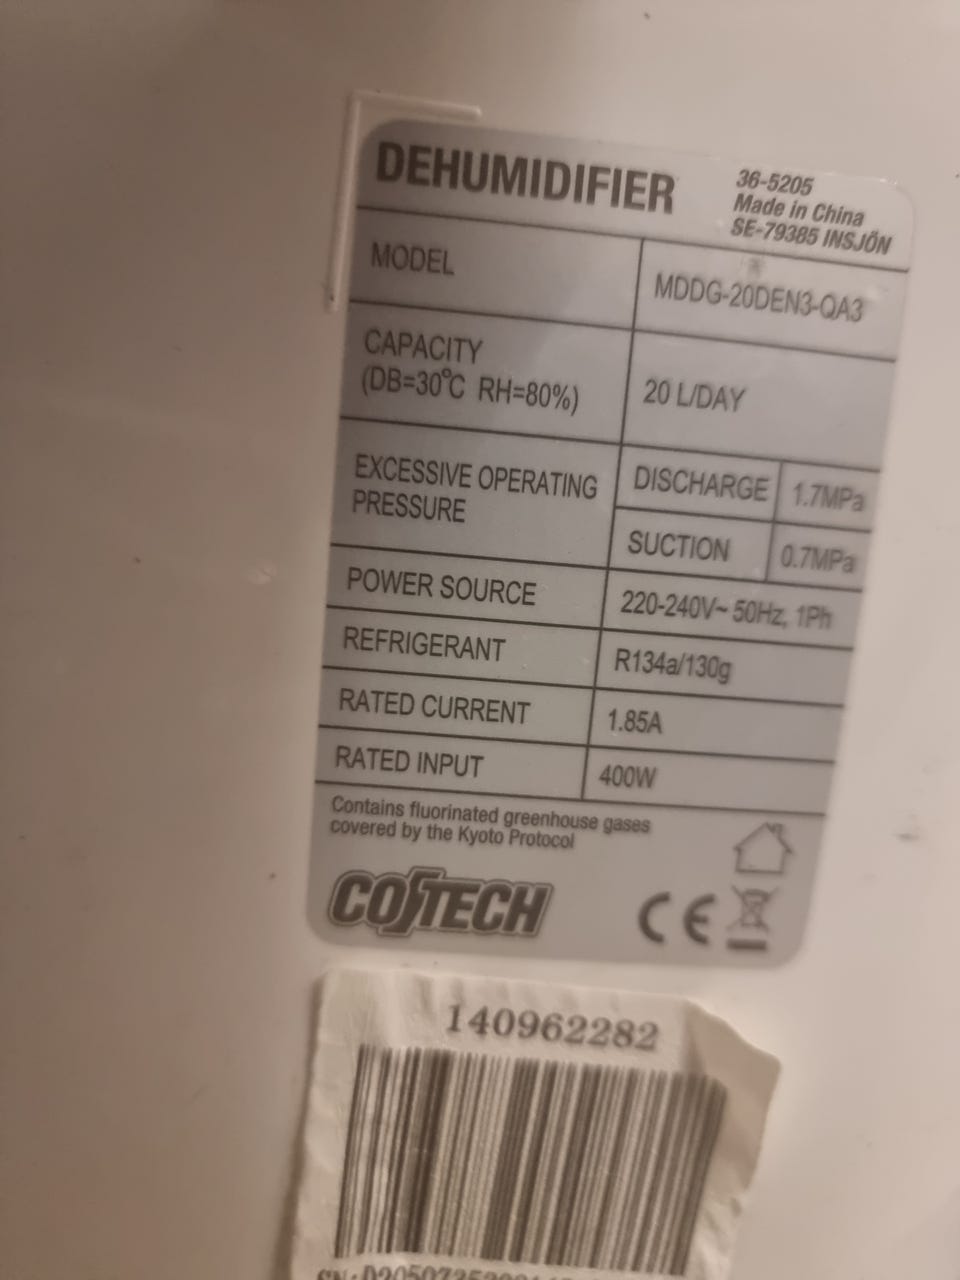 DEHUMIDIFIER
36-5205
Made in China
SE-79385 INSJÖN
MODEL
MDDG-20DEN3-QA3
CAPACITY
(DB=30°C RH=80%)
20 L/DAY
EXCESSIVE OPERATING
PRESSURE
DISCHARGE 1.7MPa
SUCTION 0.7MPa
POWER SOURCE
220-240V~ 50Hz, 1Ph
REFRIGERANT
R134a/130g
RATED CURRENT
1.85A
RATED INPUT
400W
Contains fluorinated greenhouse gases
covered by the Kyoto Protocol
COTECH
CE
140962282